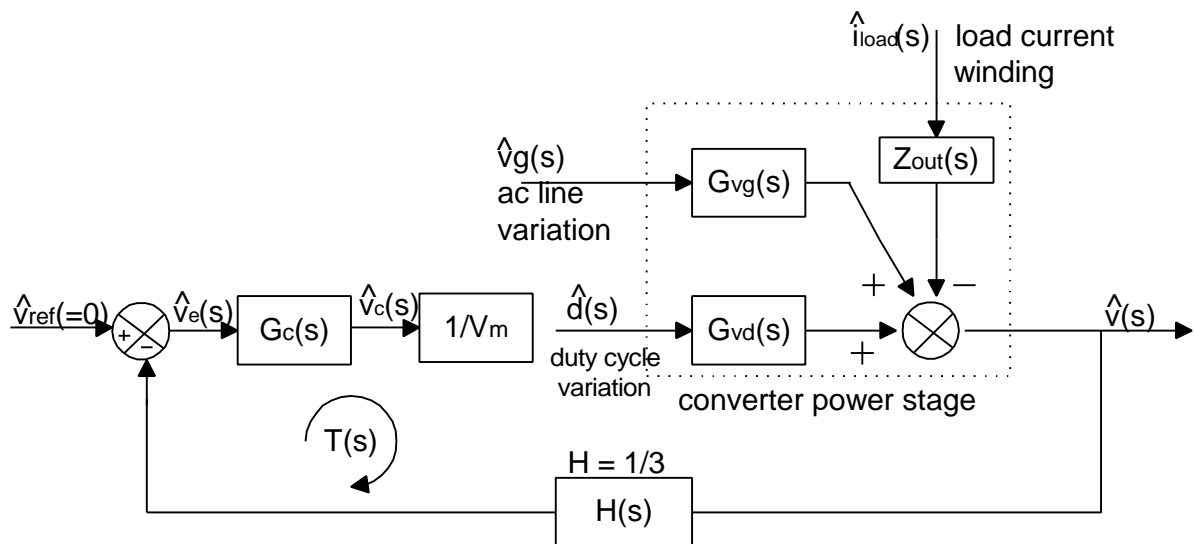 îload(s) load current
winding
v̂g(s)
ac line
variation
Gvg(s)
Zout(s)
+
−
v̂ref(=0)
+
−
v̂e(s)
Gc(s)
v̂c(s)
1/Vm
d̂(s)
duty cycle
variation
Gvd(s)
+
v̂(s)
converter power stage
T(s)
H = 1/3
H(s)